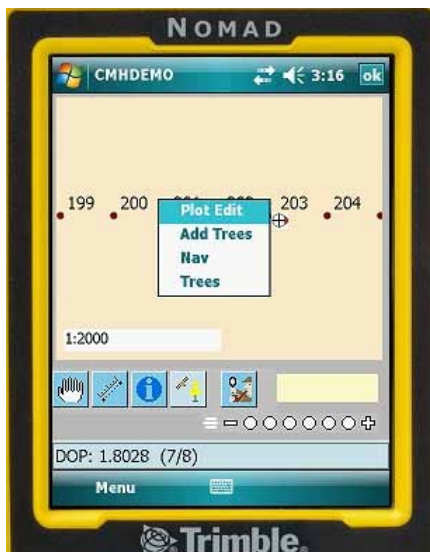 NOMAD
CMHDEMO 3:16 ok
199 200 203 204
Plot Edit
Add Trees
Nav
Trees
1:2000
DOP: 1.8028 (7/8)
Menu
Trimble.